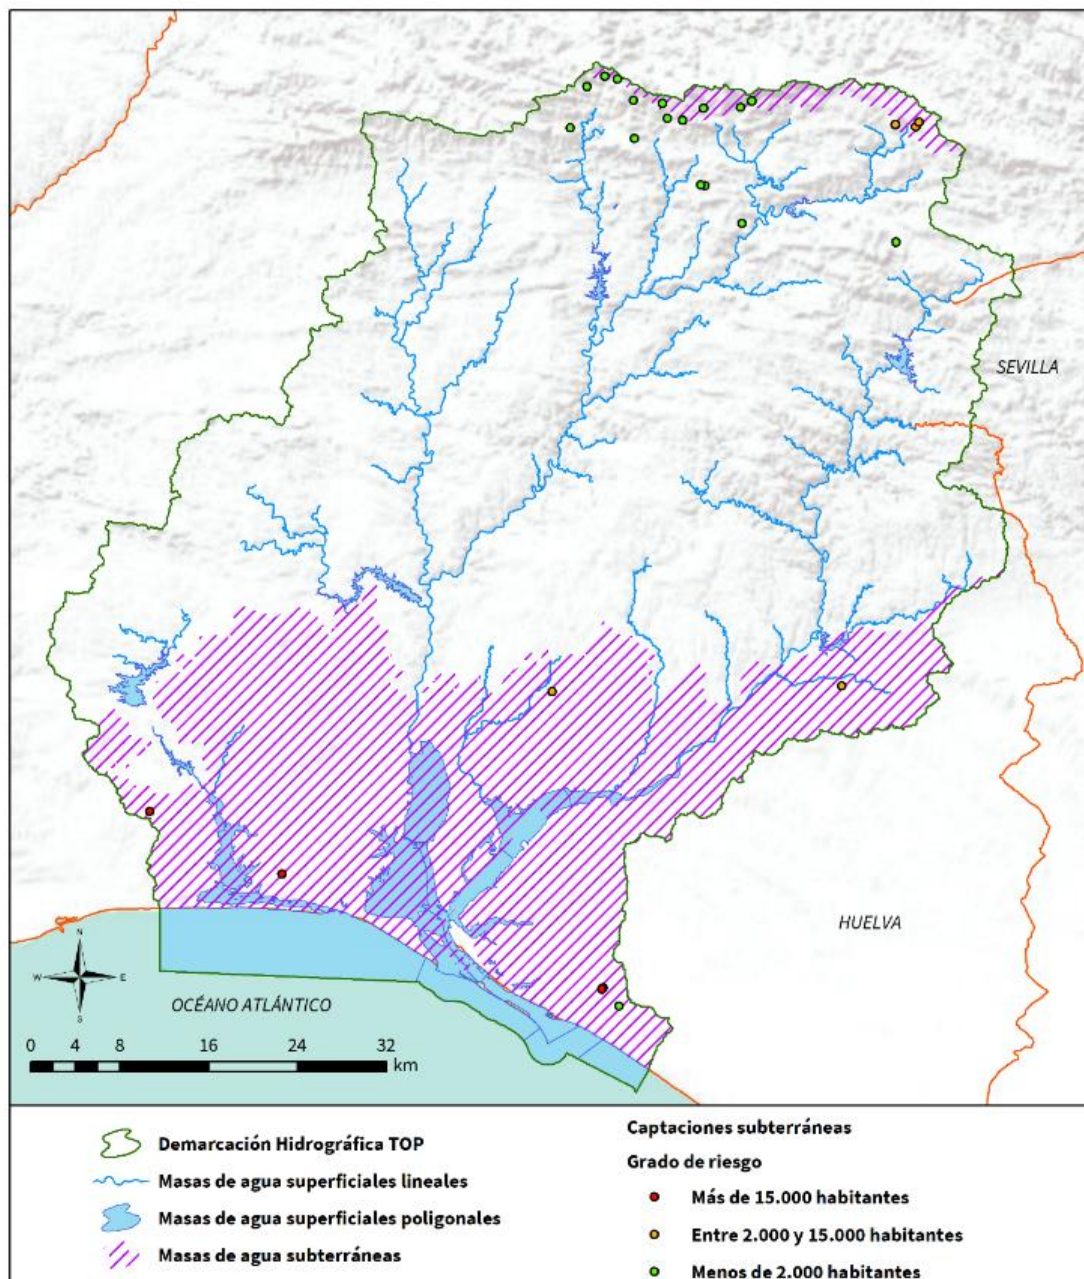 SEVILLA
HUELVA
N
W E
S
OCÉANO ATLÁNTICO
0 4 8 16 24 32
km
Demarcación Hidrográfica TOP
Masas de agua superficiales lineales
Masas de agua superficiales poligonales
Masas de agua subterráneas
Captaciones subterráneas
Grado de riesgo
Más de 15.000 habitantes
Entre 2.000 y 15.000 habitantes
Menos de 2.000 habitantes